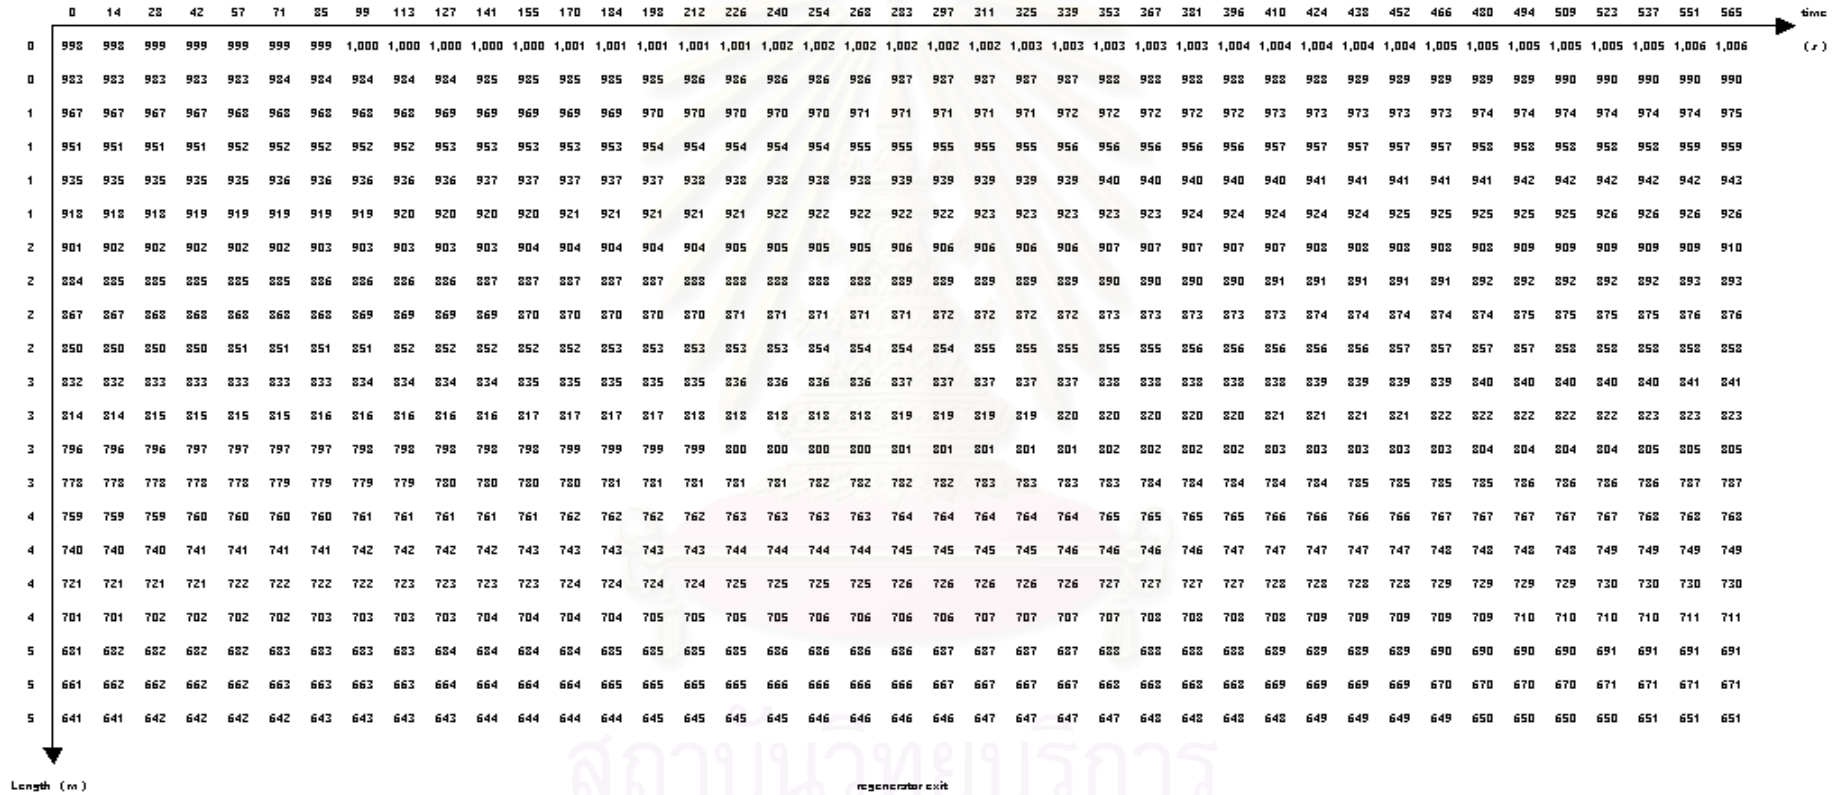 0 14 28 42 57 71 85 99 113 127 141 155 170 184 198 212 226 240 254 268 283 297 311 325 339 353 367 381 396 410 424 438 452 466 480 494 509 523 537 551 565 time
0 998 998 999 999 999 999 999 1,000 1,000 1,000 1,000 1,000 1,001 1,001 1,001 1,001 1,001 1,002 1,002 1,002 1,002 1,002 1,002 1,003 1,003 1,003 1,003 1,003 1,004 1,004 1,004 1,004 1,004 1,005 1,005 1,005 1,005 1,005 1,005 1,006 1,006 (s)
0 983 983 983 983 983 984 984 984 984 984 985 985 985 985 985 986 986 986 986 986 987 987 987 987 987 988 988 988 988 988 988 989 989 989 989 989 990 990 990 990 990
1 967 967 967 967 968 968 968 968 968 969 969 969 969 969 970 970 970 970 970 971 971 971 971 971 972 972 972 972 972 973 973 973 973 973 974 974 974 974 974 975
1 951 951 951 951 952 952 952 952 952 953 953 953 953 953 954 954 954 954 954 955 955 955 955 955 956 956 956 956 956 957 957 957 957 957 958 958 958 958 958 959 959
1 935 935 935 935 935 936 936 936 936 936 937 937 937 937 937 938 938 938 938 938 939 939 939 939 939 940 940 940 940 940 941 941 941 941 941 942 942 942 942 942 943
1 918 918 918 919 919 919 919 919 920 920 920 920 921 921 921 921 921 922 922 922 922 922 923 923 923 923 923 924 924 924 924 924 925 925 925 925 925 926 926 926 926
2 901 902 902 902 902 902 903 903 903 903 903 904 904 904 904 904 905 905 905 905 906 906 906 906 906 907 907 907 907 907 908 908 908 908 908 909 909 909 909 909 910
2 884 885 885 885 885 885 886 886 886 886 887 887 887 887 887 888 888 888 888 888 889 889 889 889 889 890 890 890 890 891 891 891 891 891 892 892 892 892 892 893 893
2 867 867 868 868 868 868 868 869 869 869 869 870 870 870 870 870 871 871 871 871 871 872 872 872 872 873 873 873 873 873 874 874 874 874 874 875 875 875 875 876 876
2 850 850 850 850 851 851 851 851 852 852 852 852 852 853 853 853 853 853 854 854 854 854 855 855 855 855 855 856 856 856 856 856 857 857 857 857 858 858 858 858 858
3 832 832 833 833 833 833 833 834 834 834 834 835 835 835 835 835 836 836 836 836 837 837 837 837 837 838 838 838 838 838 839 839 839 839 840 840 840 840 840 841 841
3 814 814 815 815 815 815 816 816 816 816 816 817 817 817 817 818 818 818 818 818 819 819 819 819 820 820 820 820 820 821 821 821 821 822 822 822 822 822 823 823 823
3 796 796 796 797 797 797 797 798 798 798 798 798 799 799 799 799 800 800 800 800 801 801 801 801 801 802 802 802 802 803 803 803 803 803 804 804 804 804 805 805 805
3 778 778 778 778 778 779 779 779 779 780 780 780 780 781 781 781 781 781 782 782 782 782 783 783 783 783 784 784 784 784 784 785 785 785 785 786 786 786 786 787 787
4 759 759 759 760 760 760 760 761 761 761 761 761 762 762 762 762 763 763 763 763 764 764 764 764 764 765 765 765 765 766 766 766 766 767 767 767 767 767 768 768 768
4 740 740 740 741 741 741 741 742 742 742 742 743 743 743 743 743 744 744 744 744 745 745 745 745 746 746 746 746 747 747 747 747 747 748 748 748 748 749 749 749 749
4 721 721 721 721 722 722 722 722 723 723 723 723 724 724 724 724 725 725 725 725 726 726 726 726 726 727 727 727 727 728 728 728 728 729 729 729 729 730 730 730 730
4 701 701 702 702 702 702 703 703 703 703 704 704 704 704 705 705 705 705 706 706 706 706 707 707 707 707 708 708 708 708 709 709 709 709 709 710 710 710 710 711 711
5 681 682 682 682 682 683 683 683 683 684 684 684 684 685 685 685 685 686 686 686 686 687 687 687 687 688 688 688 688 689 689 689 689 690 690 690 690 691 691 691 691
5 661 662 662 662 662 663 663 663 663 664 664 664 664 665 665 665 665 666 666 666 666 667 667 667 667 668 668 668 668 669 669 669 669 670 670 670 670 671 671 671 671
5 641 641 642 642 642 642 643 643 643 643 644 644 644 644 645 645 645 645 646 646 646 646 647 647 647 647 648 648 648 648 649 649 649 649 650 650 650 650 651 651 651
สถาบันวิทยบริการ
Length (m) regenerator exit